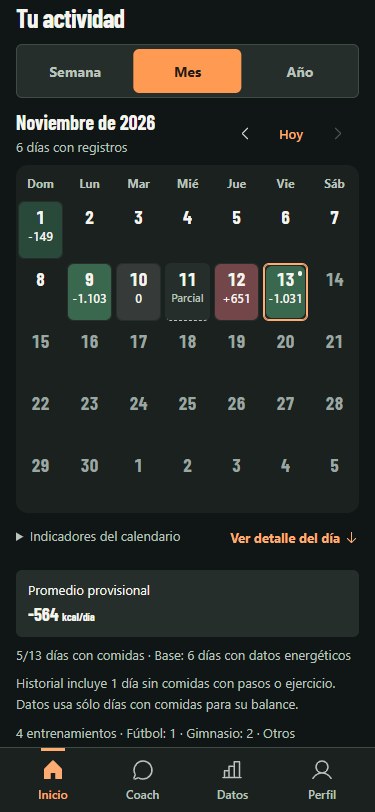 Tu actividad
Semana Mes Año
Noviembre de 2026
Hoy
6 días con registros
Dom Lun Mar Mié Jue Vie Sáb
1 2 3 4 5 6 7
-149
8 9 10 11 12 13 14
-1.103 0 Parcial +651 -1.031
15 16 17 18 19 20 21
22 23 24 25 26 27 28
29 30 1 2 3 4 5
Indicadores del calendario Ver detalle del día ↓
Promedio provisional
-564 kcal/día
5/13 días con comidas · Base: 6 días con datos energéticos
Historial incluye 1 día sin comidas con pasos o ejercicio.
Datos usa sólo días con comidas para su balance.
4 entrenamientos · Fútbol: 1 · Gimnasio: 2 · Otros
Inicio Coach Datos Perfil